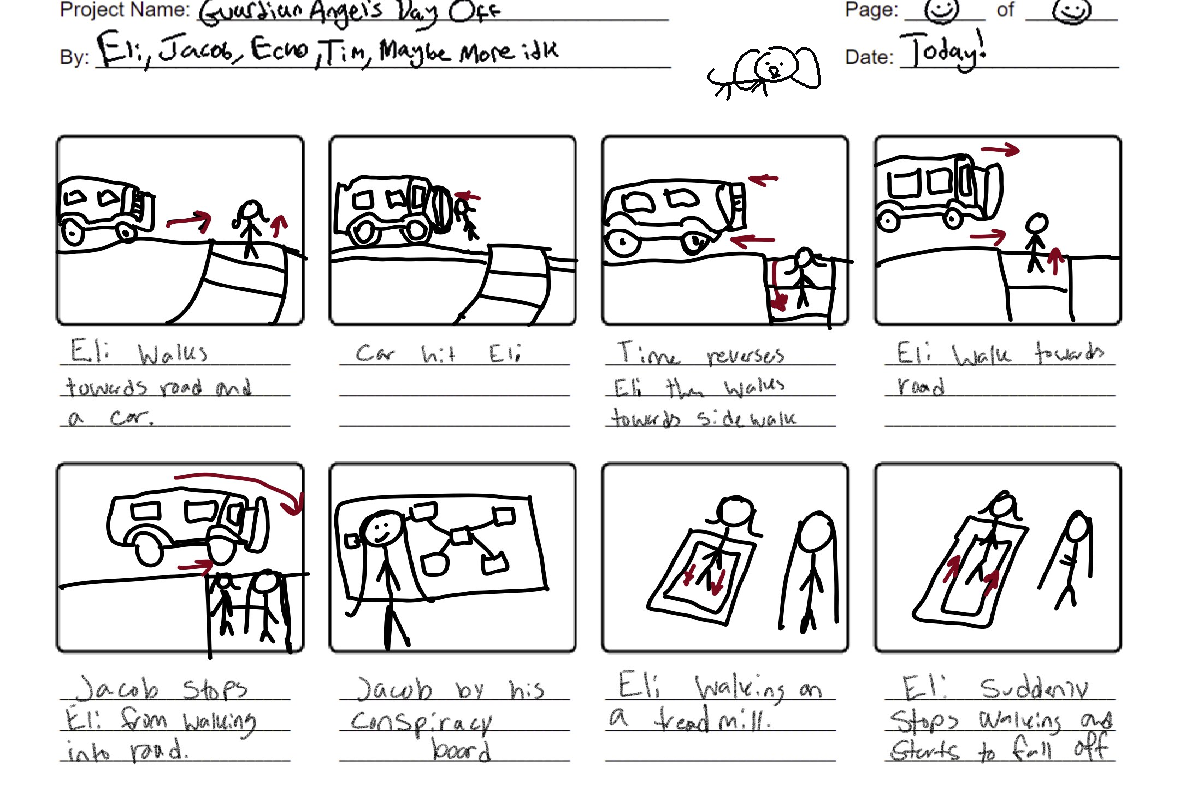 Project Name: Guardian Angel's Day Off
Page: of
By: Eli, Jacob, Echo, Tim, Maybe More idk
Date: Today!
Eli Walks
towards road and
a car.
Car hit Eli
Time reverses
Eli then walks
towards sidewalk
Eli walk towards
road
Jacob stops
Eli from walking
into road.
Jacob by his
conspiracy
board
Eli walking on
a treadmill.
Eli Suddenly
stops walking and
starts to fall off